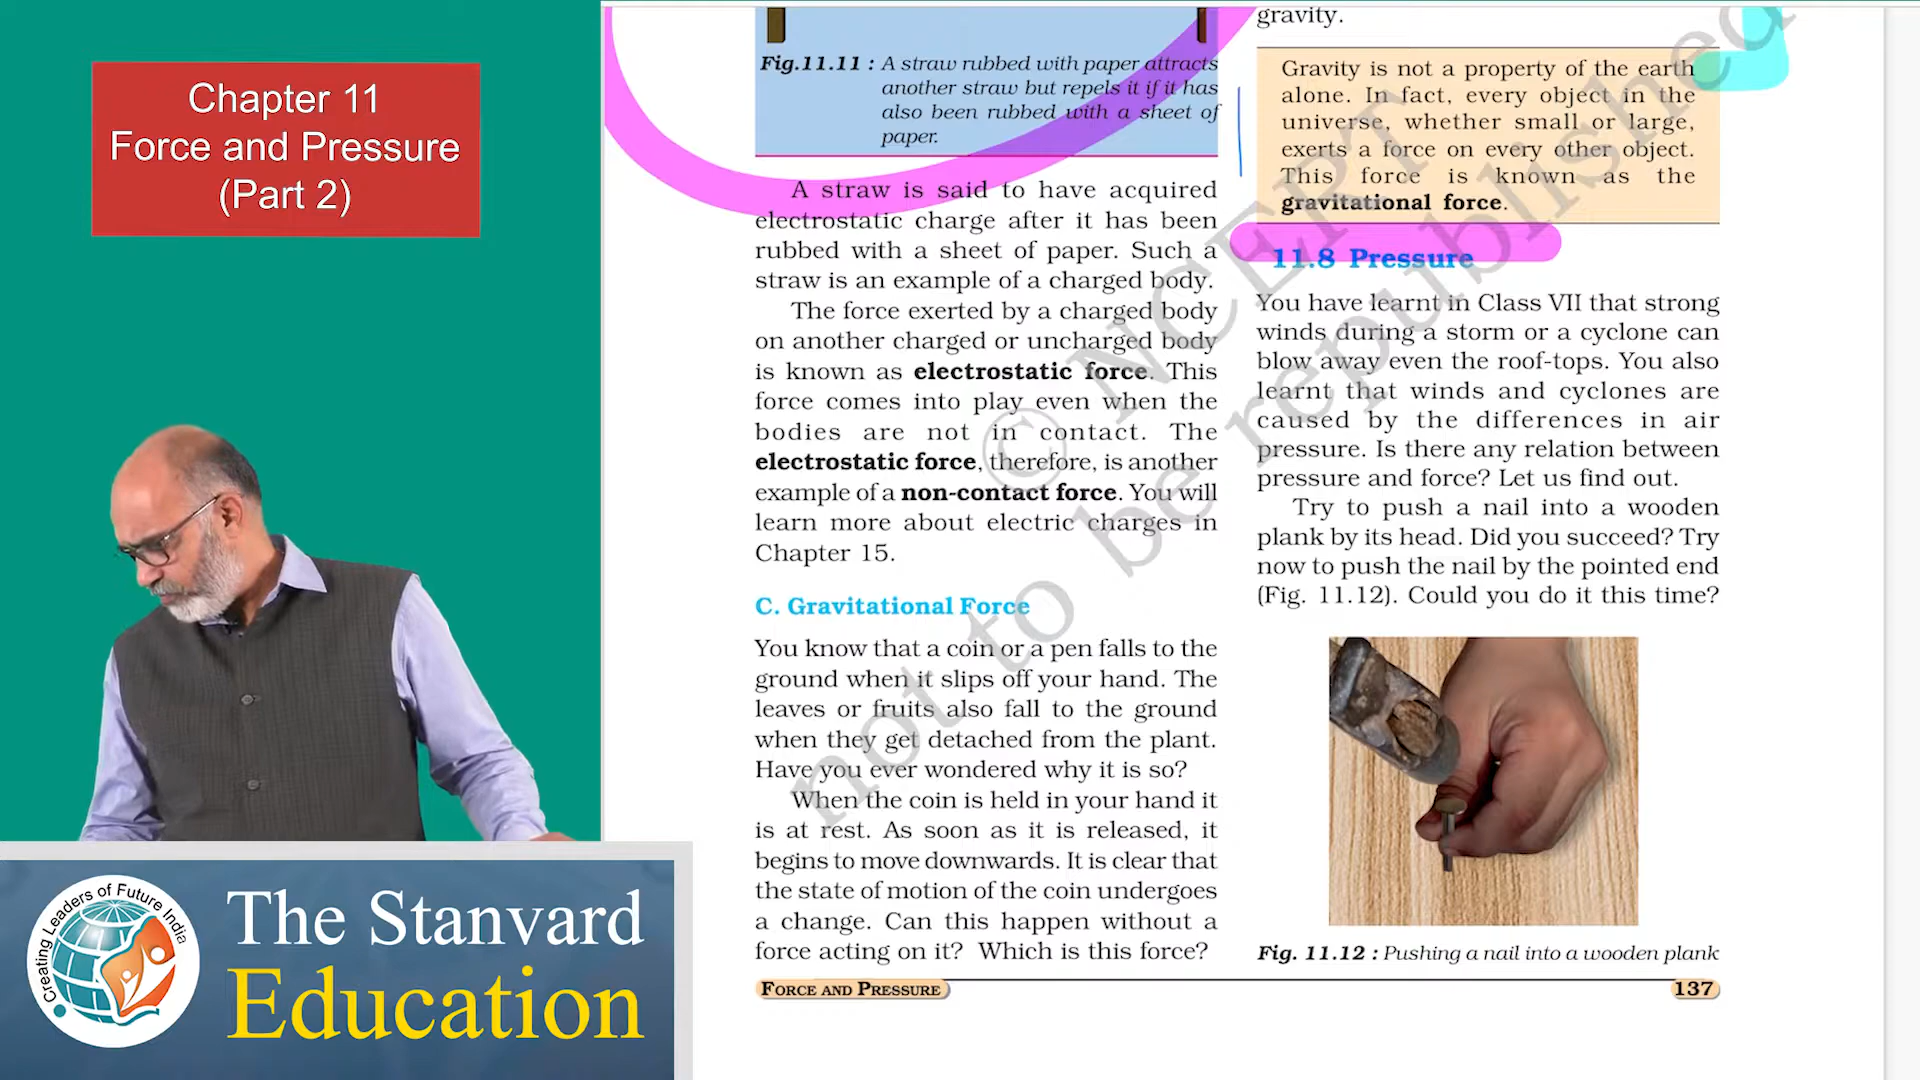 Chapter 11
Force and Pressure
(Part 2)
Creating Leaders of Future India
The Stanvard
Education
Fig.11.11 : A straw rubbed with paper attracts
another straw but repels it if it has
also been rubbed with a sheet of
paper.
A straw is said to have acquired
electrostatic charge after it has been
rubbed with a sheet of paper. Such a
straw is an example of a charged body.
The force exerted by a charged body
on another charged or uncharged body
is known as electrostatic force. This
force comes into play even when the
bodies are not in contact. The
electrostatic force, therefore, is another
example of a non-contact force. You will
learn more about electric charges in
Chapter 15.
C. Gravitational Force
You know that a coin or a pen falls to the
ground when it slips off your hand. The
leaves or fruits also fall to the ground
when they get detached from the plant.
Have you ever wondered why it is so?
When the coin is held in your hand it
is at rest. As soon as it is released, it
begins to move downwards. It is clear that
the state of motion of the coin undergoes
a change. Can this happen without a
force acting on it? Which is this force?
gravity.
Gravity is not a property of the earth
alone. In fact, every object in the
universe, whether small or large,
exerts a force on every other object.
This force is known as the
gravitational force.
11.8 Pressure
You have learnt in Class VII that strong
winds during a storm or a cyclone can
blow away even the roof-tops. You also
learnt that winds and cyclones are
caused by the differences in air
pressure. Is there any relation between
pressure and force? Let us find out.
Try to push a nail into a wooden
plank by its head. Did you succeed? Try
now to push the nail by the pointed end
(Fig. 11.12). Could you do it this time?
Fig. 11.12 : Pushing a nail into a wooden plank
FORCE AND PRESSURE
137
© NCERT
not to be republished